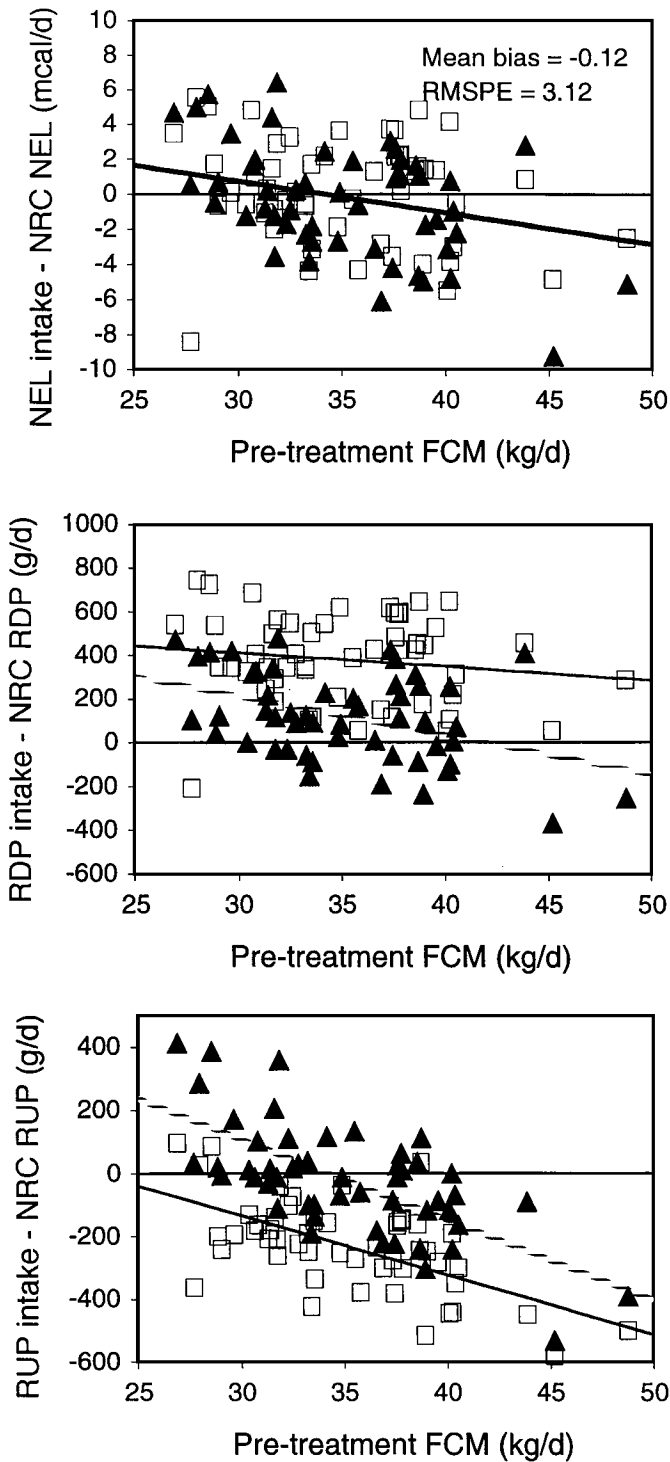 NEL intake - NRC NEL (mcal/d)
10
8
6
4
2
0
-2
-4
-6
-8
-10
Mean bias = -0.12
RMSPE = 3.12
25 30 35 40 45 50
Pre-treatment FCM (kg/d)
RDP intake - NRC RDP (g/d)
1000
800
600
400
200
0
-200
-400
-600
25 30 35 40 45 50
Pre-treatment FCM (kg/d)
RUP intake - NRC RUP (g/d)
400
200
0
-200
-400
-600
25 30 35 40 45 50
Pre-treatment FCM (kg/d)